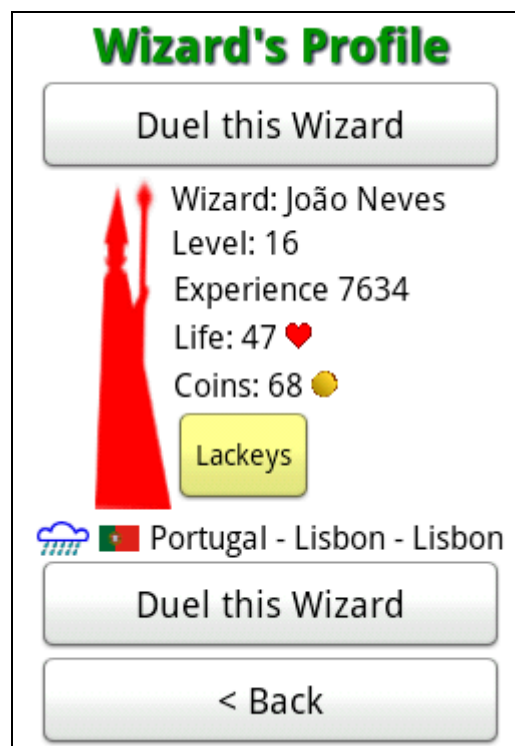 Wizard's Profile
Duel this Wizard
Wizard: João Neves
Level: 16
Experience 7634
Life: 47
Coins: 68
Lackeys
Portugal - Lisbon - Lisbon
Duel this Wizard
< Back